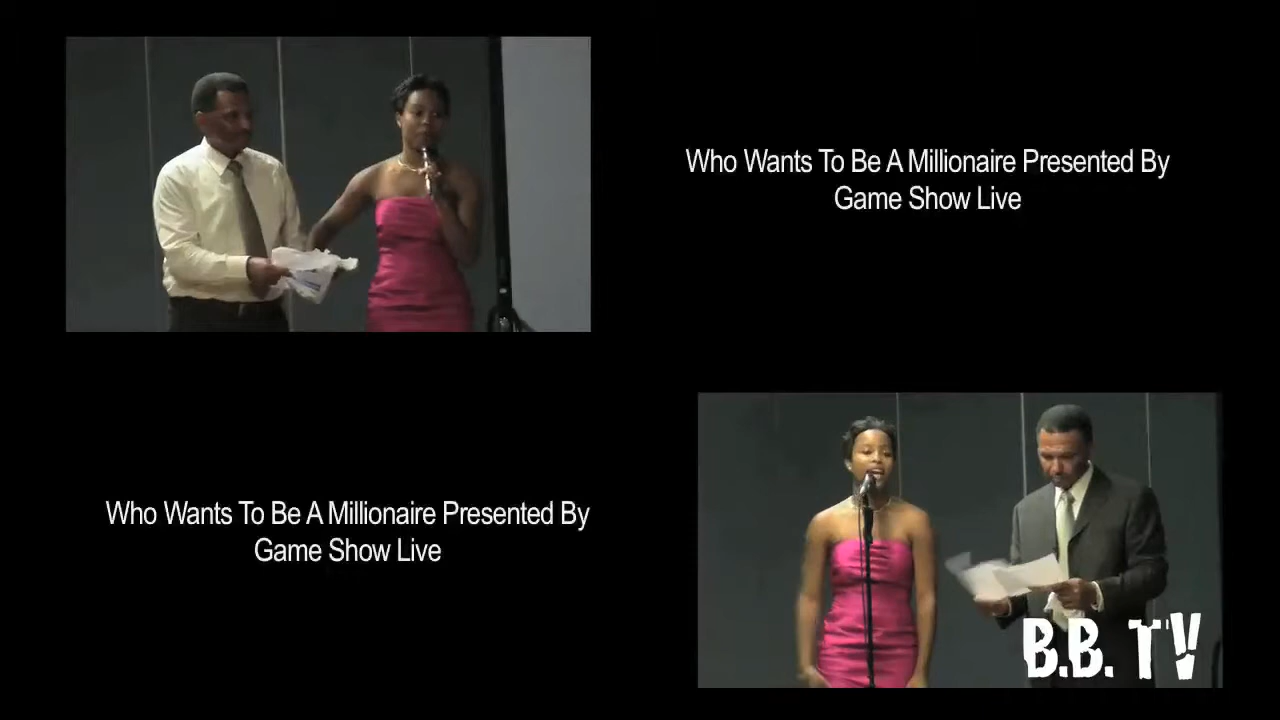 Who Wants To Be A Millionaire Presented By
Game Show Live
Who Wants To Be A Millionaire Presented By
Game Show Live
B.B. TV